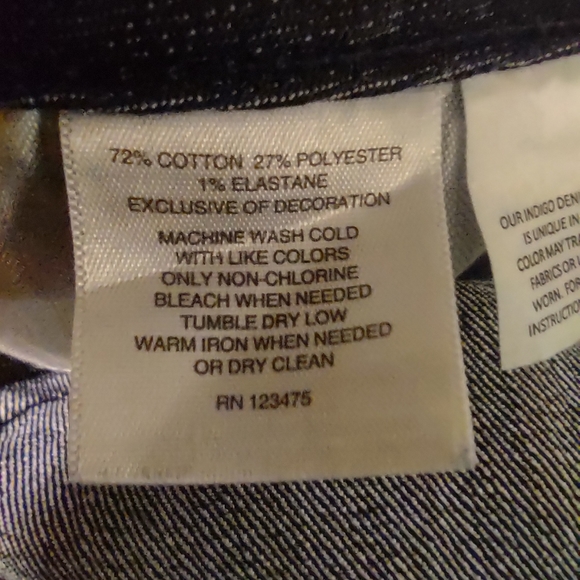 72% COTTON 27% POLYESTER
1% ELASTANE
EXCLUSIVE OF DECORATION
MACHINE WASH COLD
WITH LIKE COLORS
ONLY NON-CHLORINE
BLEACH WHEN NEEDED
TUMBLE DRY LOW
WARM IRON WHEN NEEDED
OR DRY CLEAN
RN 123475
OUR INDIGO DENI
IS UNIQUE IN
COLOR MAY TRA
FABRICS OR
WORN. FOR
INSTRUCTIO